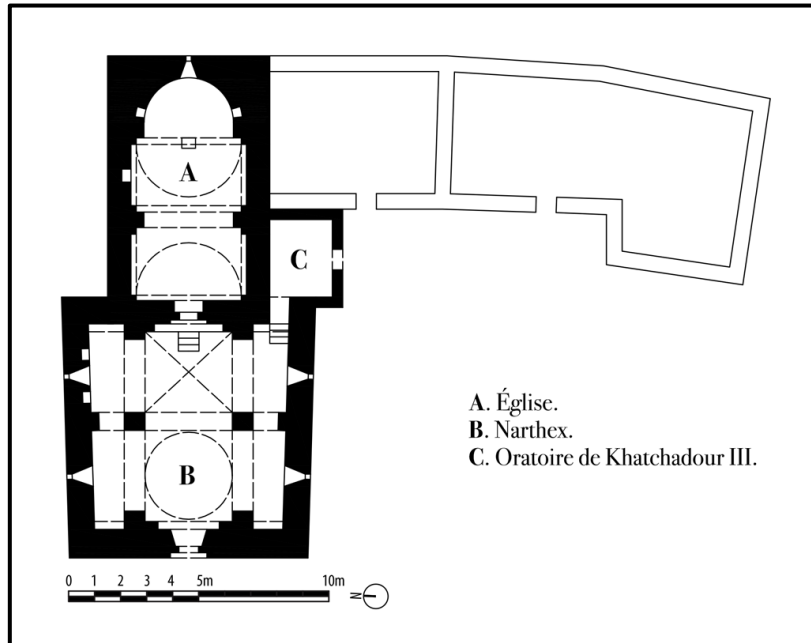 A
C
B
A. Église.
B. Narthex.
C. Oratoire de Khatchadour III.
0 1 2 3 4 5m 10m
N